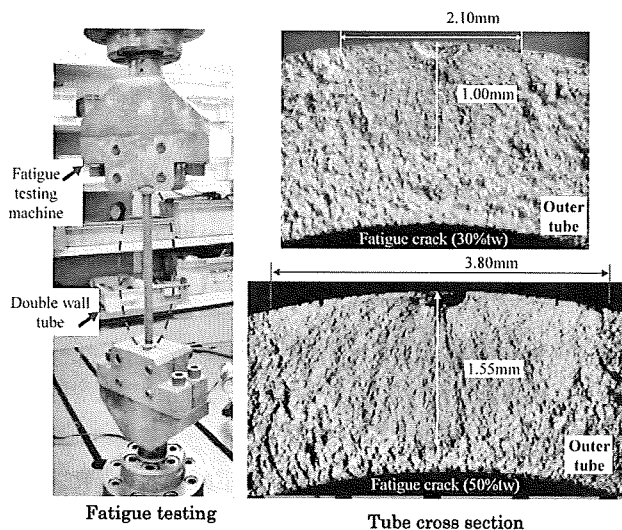 Fatigue
testing
machine
Double wall
tube
Fatigue testing
2.10mm
1.00mm
Outer
tube
Fatigue crack (30%tw)
3.80mm
1.55mm
Outer
tube
Fatigue crack (50%tw)
Tube cross section